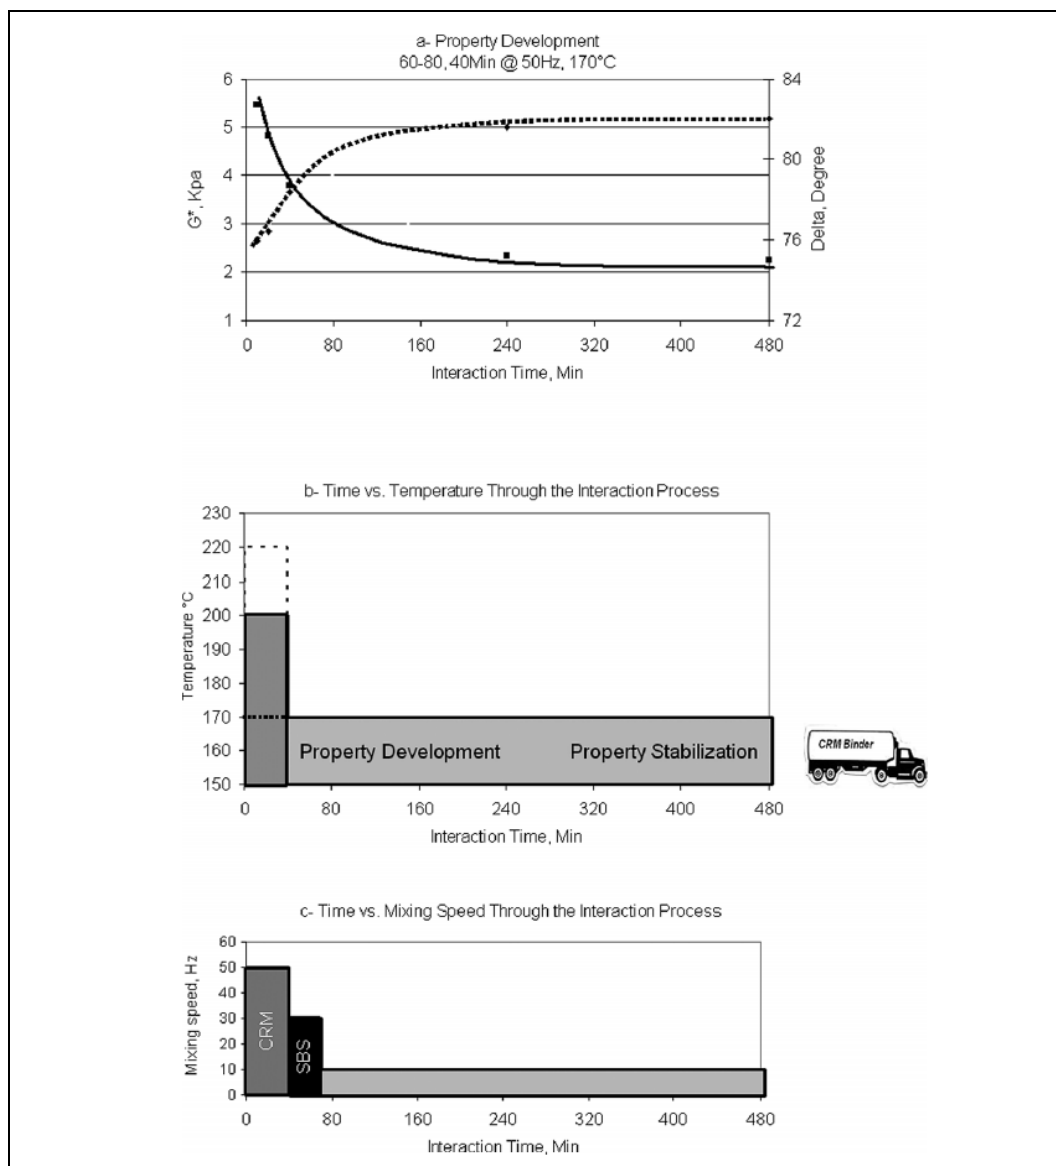 a- Property Development
60-80, 40Min @ 50Hz, 170°C
6
5
4
3
2
1
G*, Kpa
84
80
76
72
Delta, Degree
0 80 160 240 320 400 480
Interaction Time, Min
b- Time vs. Temperature Through the Interaction Process
230
220
210
200
190
180
170
160
150
Temperature °C
Property Development Property Stabilization
CRM Binder
0 80 160 240 320 400 480
Interaction Time, Min
c- Time vs. Mixing Speed Through the Interaction Process
60
50
40
30
20
10
0
Mixing speed, Hz
CRM
SBS
0 80 160 240 320 400 480
Interaction Time, Min